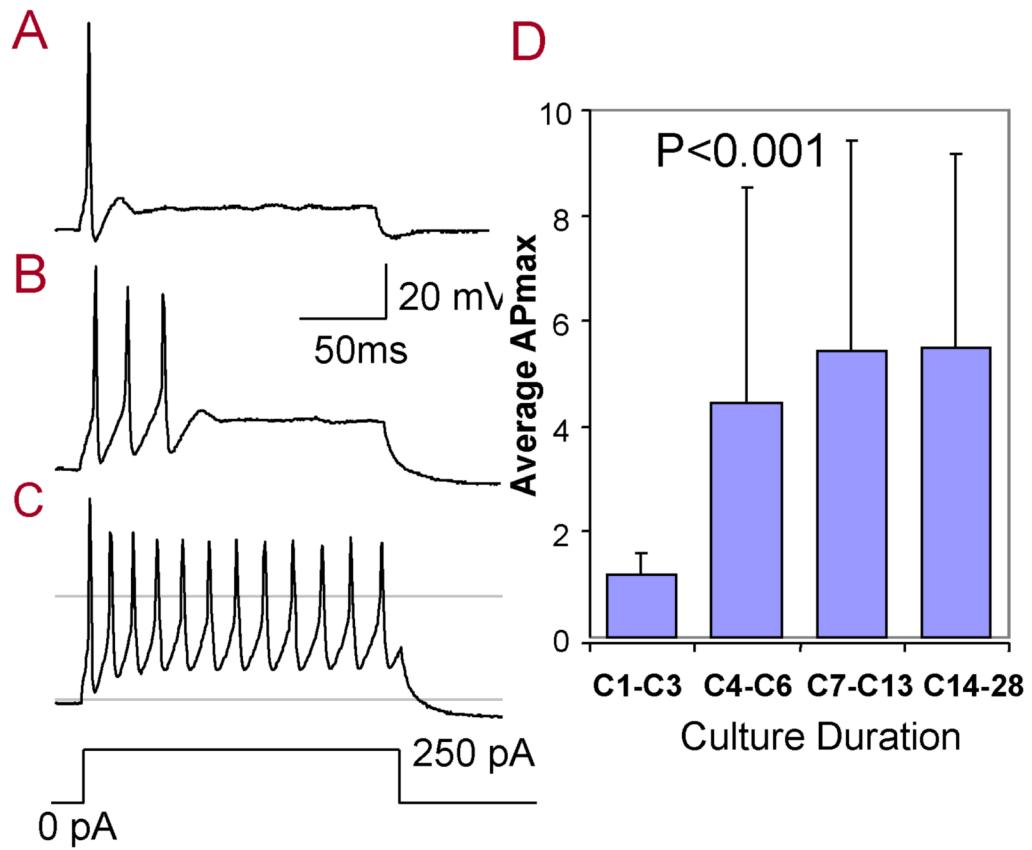 A
B
20 mV
50ms
C
250 pA
0 pA
D
P<0.001
Average APmax
10
8
6
4
2
0
C1-C3 C4-C6 C7-C13 C14-28
Culture Duration